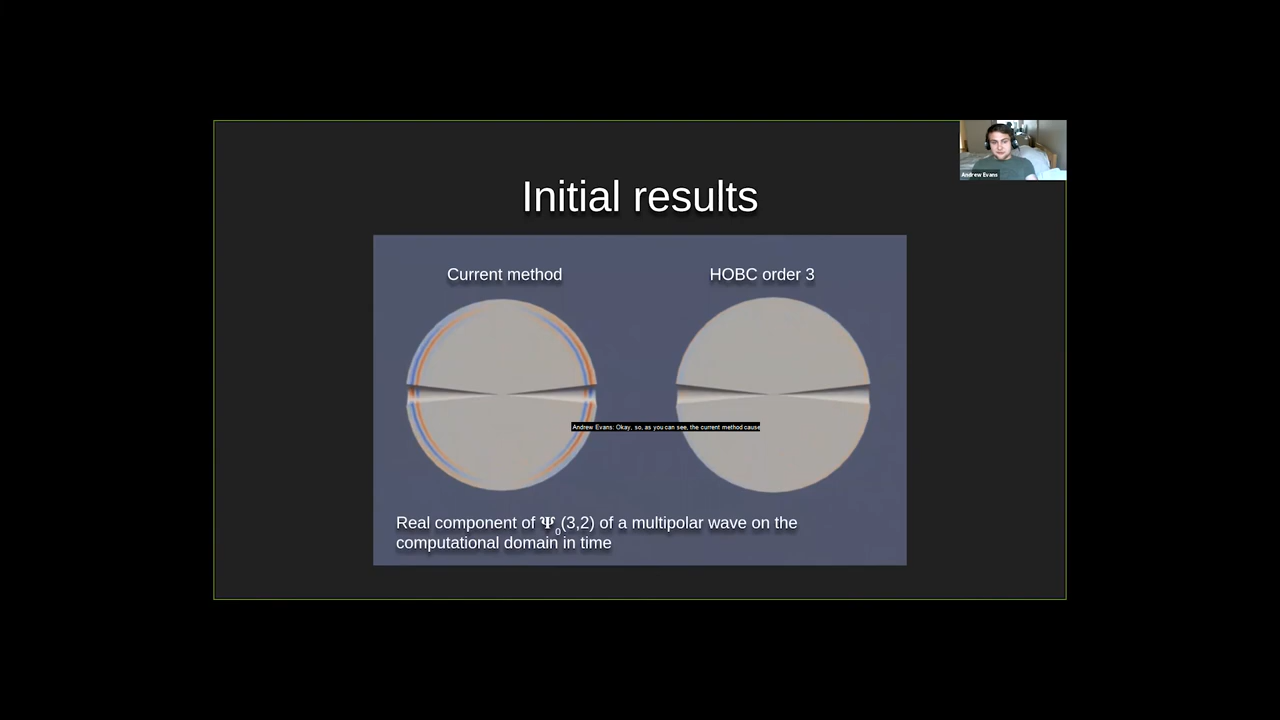 Andrew Evans
Initial results
Current method
HOBC order 3
Andrew Evans: Okay, so, as you can see, the current method cause
Real component of Ψ₀(3,2) of a multipolar wave on the
computational domain in time